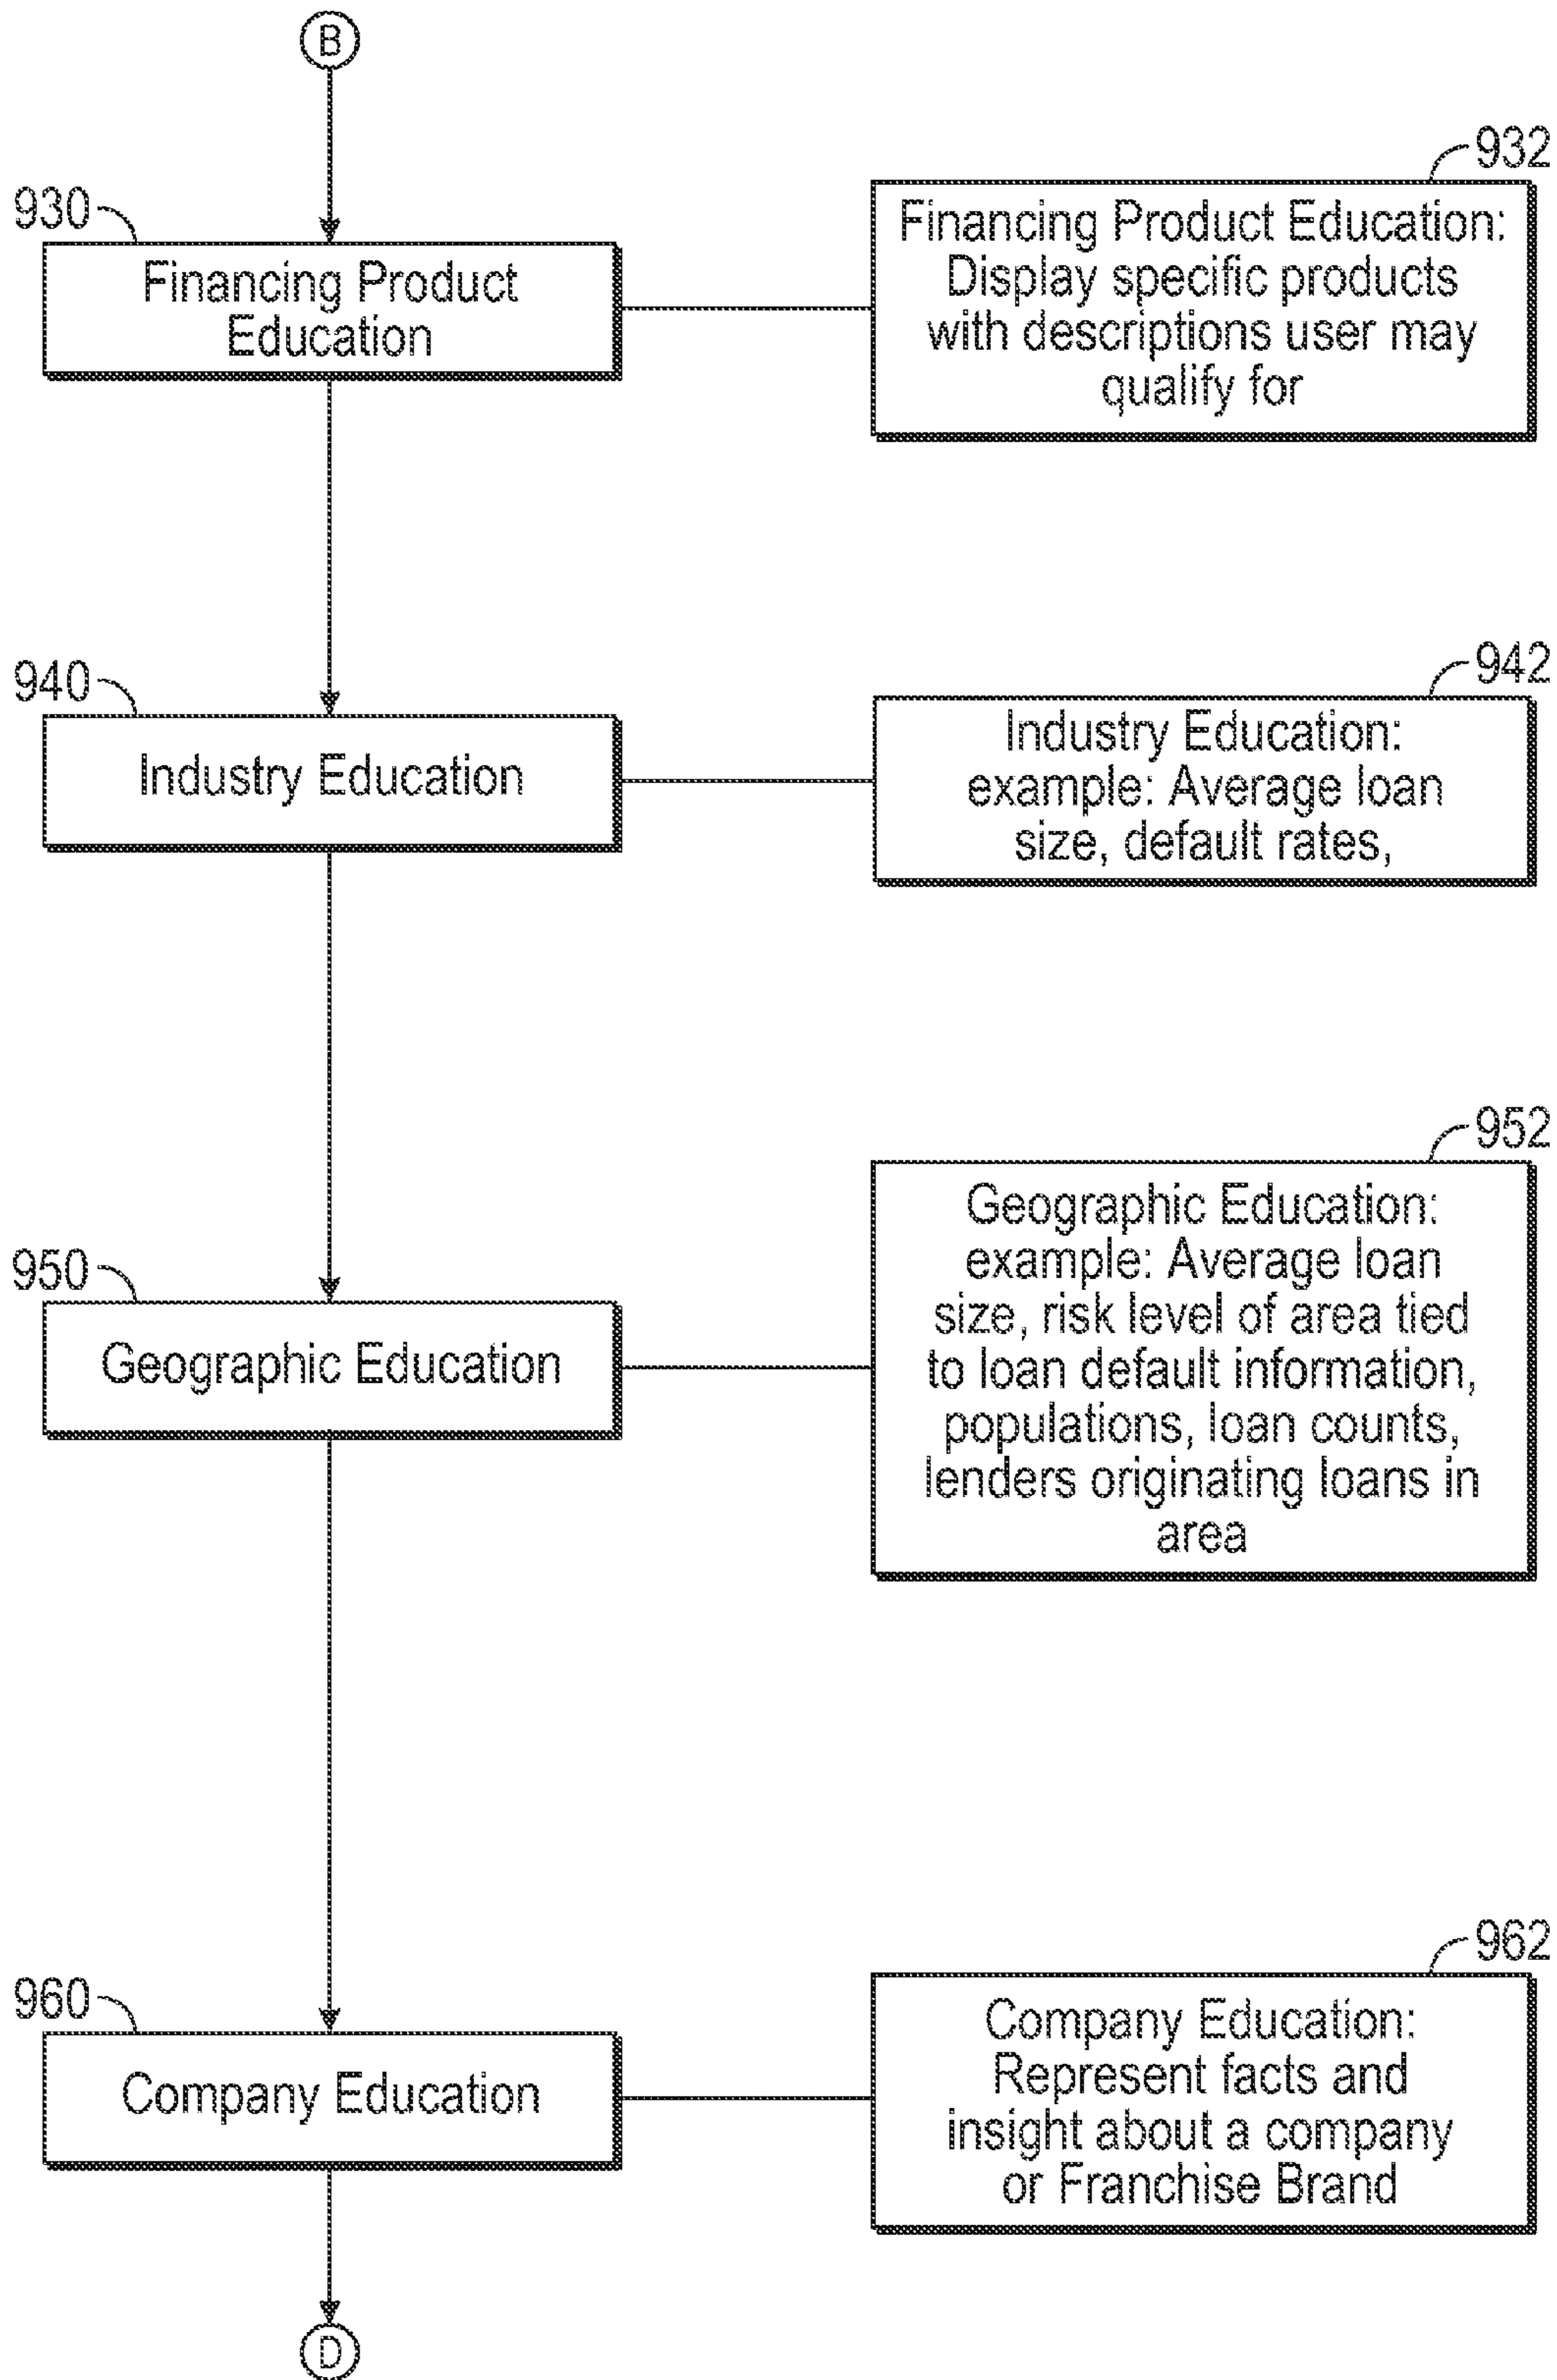 B
930
Financing Product
Education
932
Financing Product Education:
Display specific products
with descriptions user may
qualify for
940
Industry Education
942
Industry Education:
example: Average loan
size, default rates,
950
Geographic Education
952
Geographic Education:
example: Average loan
size, risk level of area tied
to loan default information,
populations, loan counts,
lenders originating loans in
area
960
Company Education
962
Company Education:
Represent facts and
insight about a company
or Franchise Brand
D